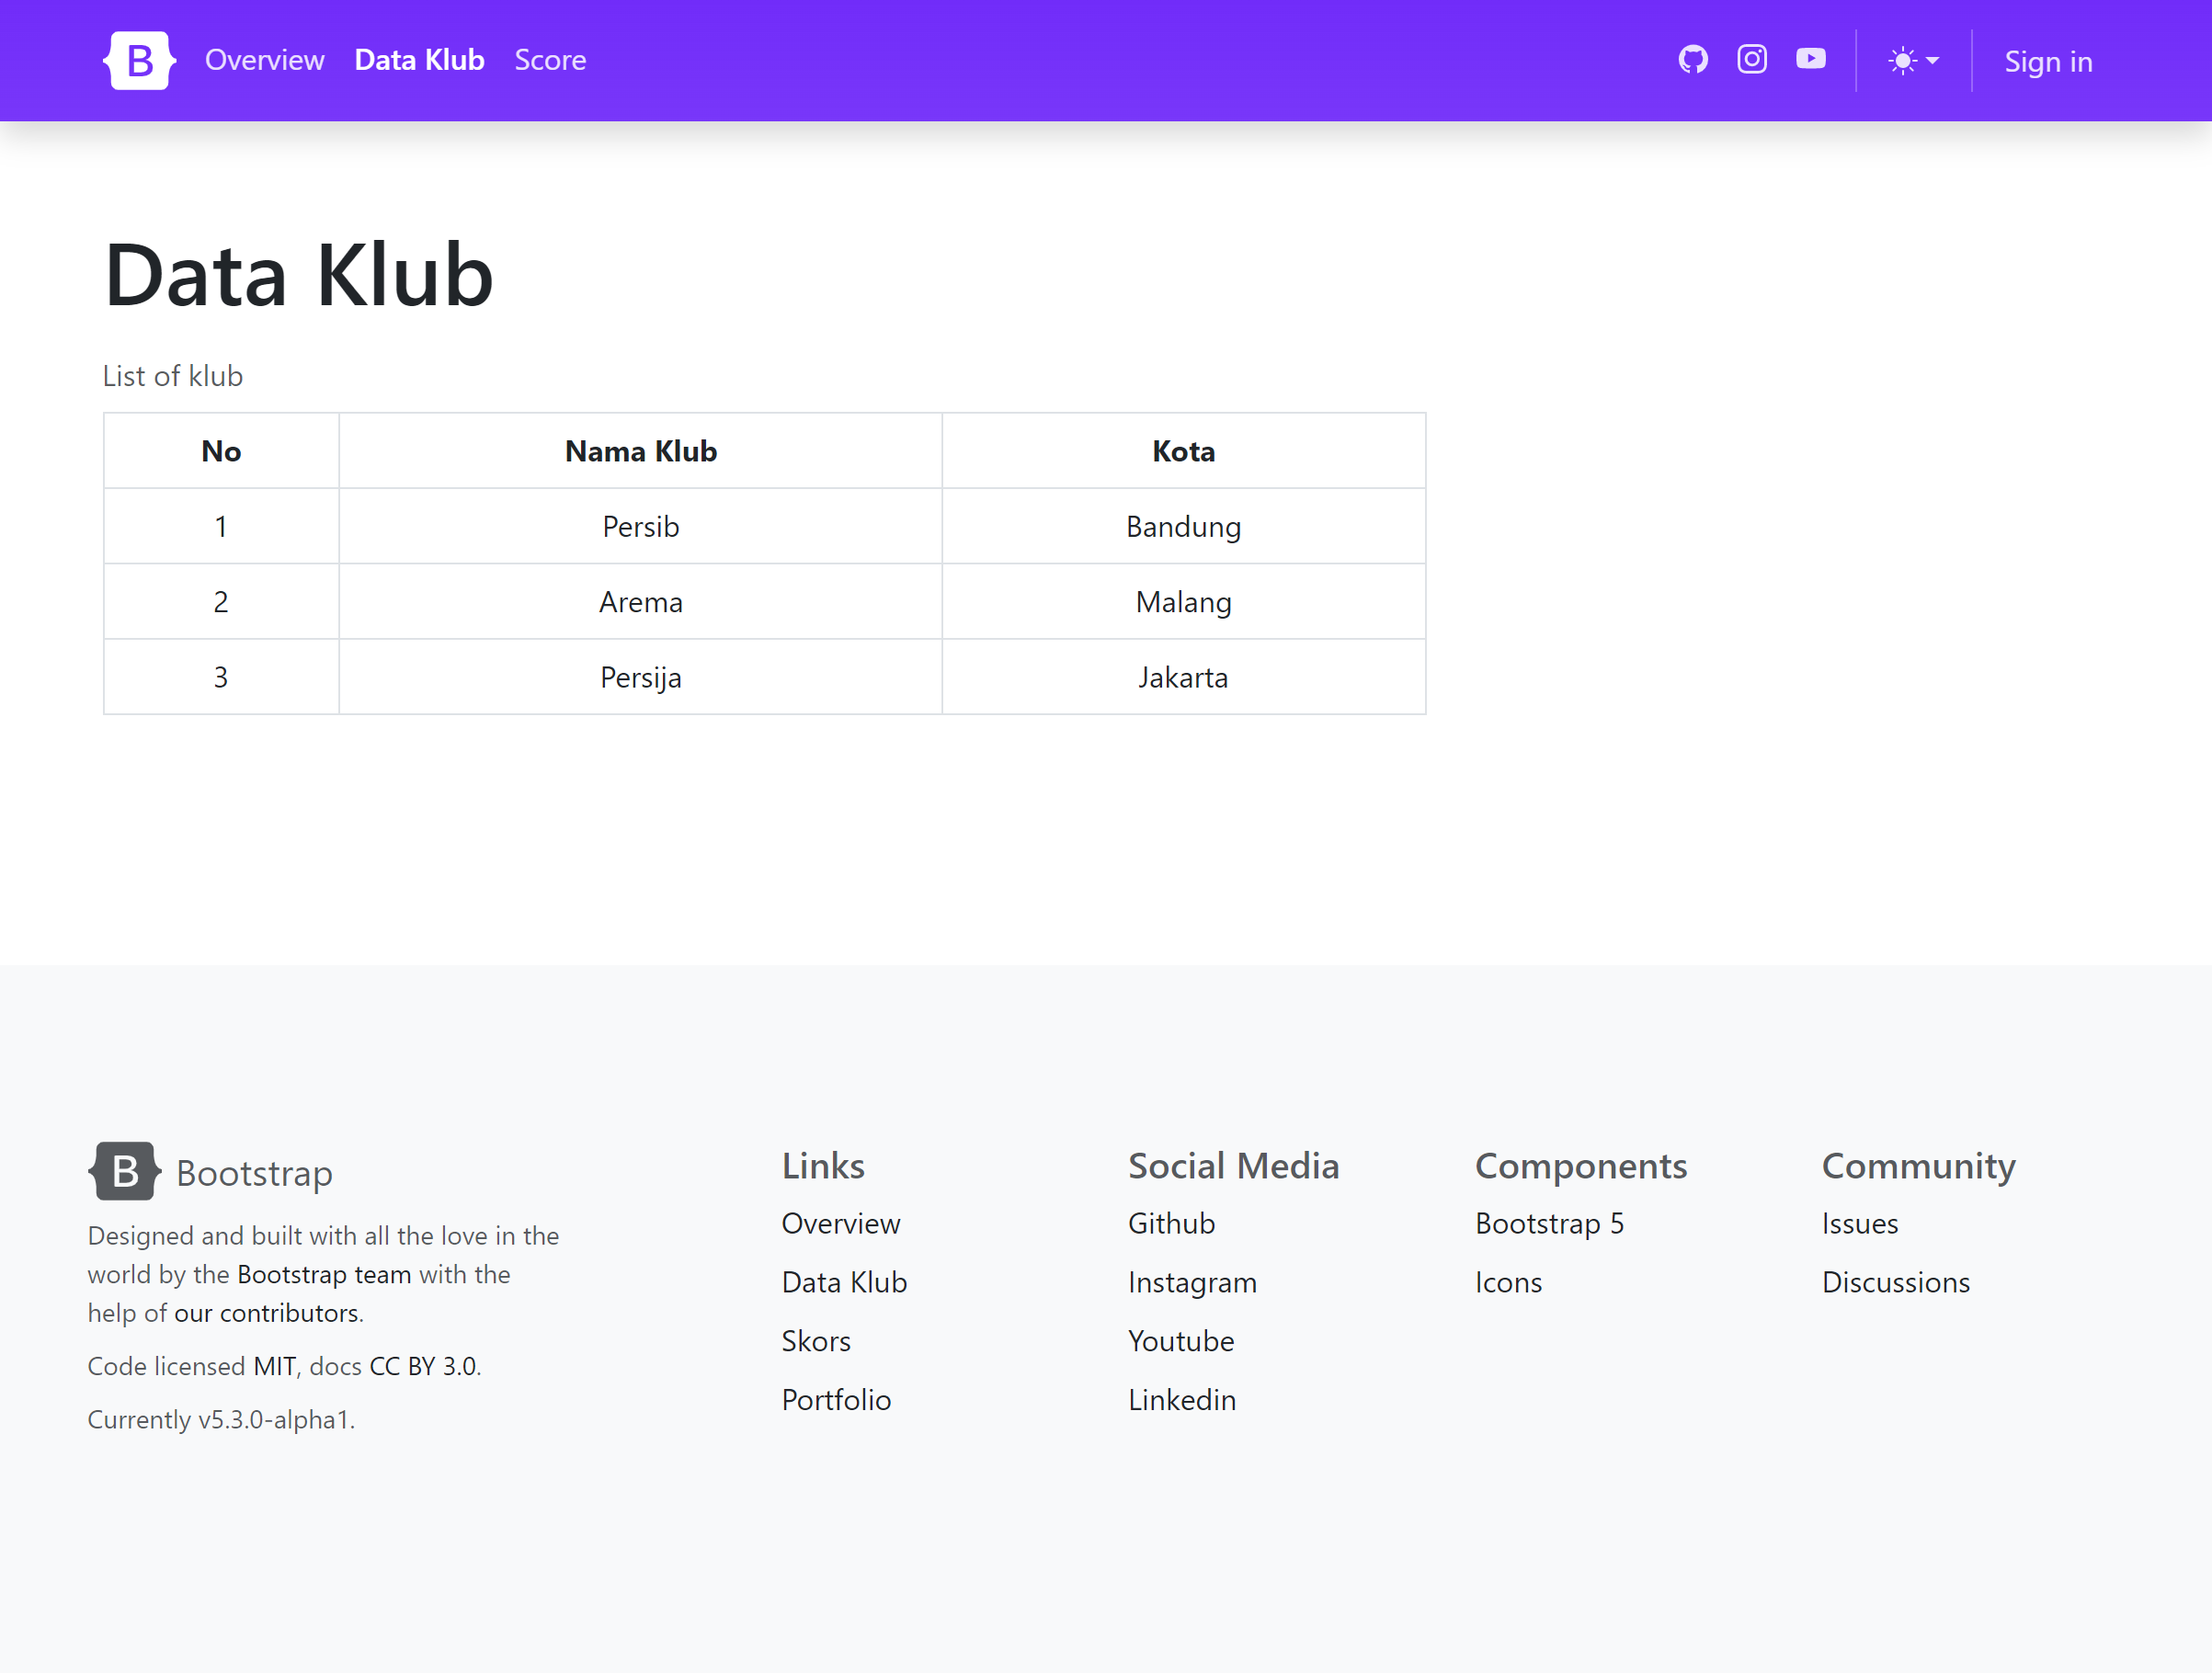 B Overview Data Klub Score Sign in
Data Klub
List of klub
No Nama Klub Kota
1 Persib Bandung
2 Arema Malang
3 Persija Jakarta
B Bootstrap
Designed and built with all the love in the
world by the Bootstrap team with the
help of our contributors.
Code licensed MIT, docs CC BY 3.0.
Currently v5.3.0-alpha1.
Links
Overview
Data Klub
Skors
Portfolio
Social Media
Github
Instagram
Youtube
Linkedin
Components
Bootstrap 5
Icons
Community
Issues
Discussions